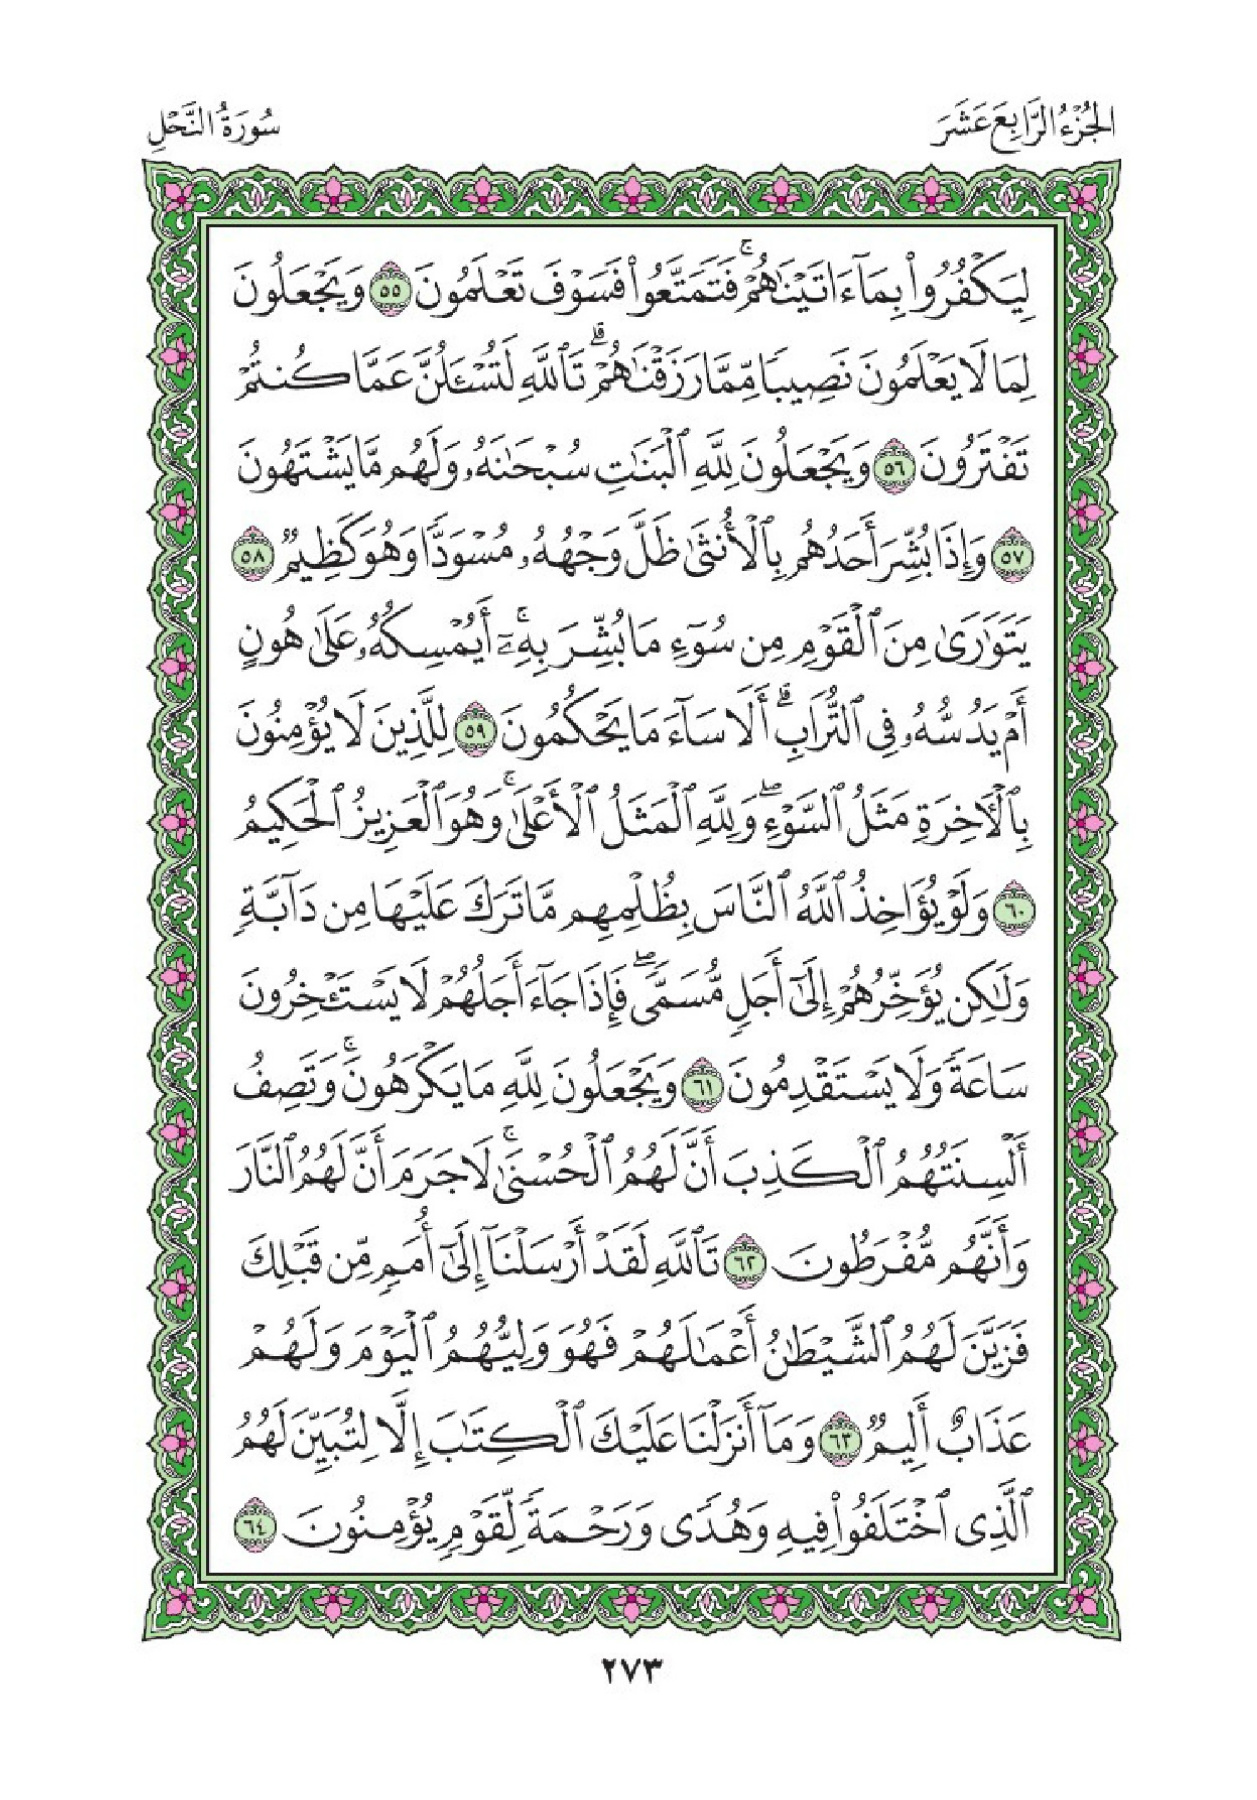 الجُزْءُ الرَّابِعَ عَشَرَ
سُورَةُ النَّحْلِ
لِيَكْفُرُوا۟ بِمَآ ءَاتَيْنَـٰهُمْ ۚ فَتَمَتَّعُوا۟ فَسَوْفَ تَعْلَمُونَ ٥٥ وَيَجْعَلُونَ
لِمَا لَا يَعْلَمُونَ نَصِيبًا مِّمَّا رَزَقْنَـٰهُمْ ۗ تَٱللَّهِ لَتُسْـَٔلُنَّ عَمَّا كُنتُمْ
تَفْتَرُونَ ٥٦ وَيَجْعَلُونَ لِلَّهِ ٱلْبَنَـٰتِ سُبْحَـٰنَهُۥ وَلَهُم مَّا يَشْتَهُونَ
٥٧ وَإِذَا بُشِّرَ أَحَدُهُم بِٱلْأُنثَىٰ ظَلَّ وَجْهُهُۥ مُسْوَدًّا وَهُوَ كَظِيمٌ ٥٨
يَتَوَٰرَىٰ مِنَ ٱلْقَوْمِ مِن سُوٓءِ مَا بُشِّرَ بِهِۦٓ ۚ أَيُمْسِكُهُۥ عَلَىٰ هُونٍ
أَمْ يَدُسُّهُۥ فِى ٱلتُّرَابِ ۗ أَلَا سَآءَ مَا يَحْكُمُونَ ٥٩ لِلَّذِينَ لَا يُؤْمِنُونَ
بِٱلْـَٔاخِرَةِ مَثَلُ ٱلسَّوْءِ ۖ وَلِلَّهِ ٱلْمَثَلُ ٱلْأَعْلَىٰ ۚ وَهُوَ ٱلْعَزِيزُ ٱلْحَكِيمُ
٦٠ وَلَوْ يُؤَاخِذُ ٱللَّهُ ٱلنَّاسَ بِظُلْمِهِم مَّا تَرَكَ عَلَيْهَا مِن دَآبَّةٍ
وَلَـٰكِن يُؤَخِّرُهُمْ إِلَىٰٓ أَجَلٍ مُّسَمًّى ۖ فَإِذَا جَآءَ أَجَلُهُمْ لَا يَسْتَـْٔخِرُونَ
سَاعَةً ۖ وَلَا يَسْتَقْدِمُونَ ٦١ وَيَجْعَلُونَ لِلَّهِ مَا يَكْرَهُونَ ۚ وَتَصِفُ
أَلْسِنَتُهُمُ ٱلْكَذِبَ أَنَّ لَهُمُ ٱلْحُسْنَىٰ ۚ لَا جَرَمَ أَنَّ لَهُمُ ٱلنَّارَ
وَأَنَّهُم مُّفْرَطُونَ ٦٢ تَٱللَّهِ لَقَدْ أَرْسَلْنَآ إِلَىٰٓ أُمَمٍ مِّن قَبْلِكَ
فَزَيَّنَ لَهُمُ ٱلشَّيْطَـٰنُ أَعْمَـٰلَهُمْ فَهُوَ وَلِيُّهُمُ ٱلْيَوْمَ وَلَهُمْ
عَذَابٌ أَلِيمٌ ٦٣ وَمَآ أَنزَلْنَا عَلَيْكَ ٱلْكِتَـٰبَ إِلَّا لِتُبَيِّنَ لَهُمُ
ٱلَّذِى ٱخْتَلَفُوا۟ فِيهِ وَهُدًى وَرَحْمَةً لِّقَوْمٍ يُؤْمِنُونَ ٦٤
٢٧٣